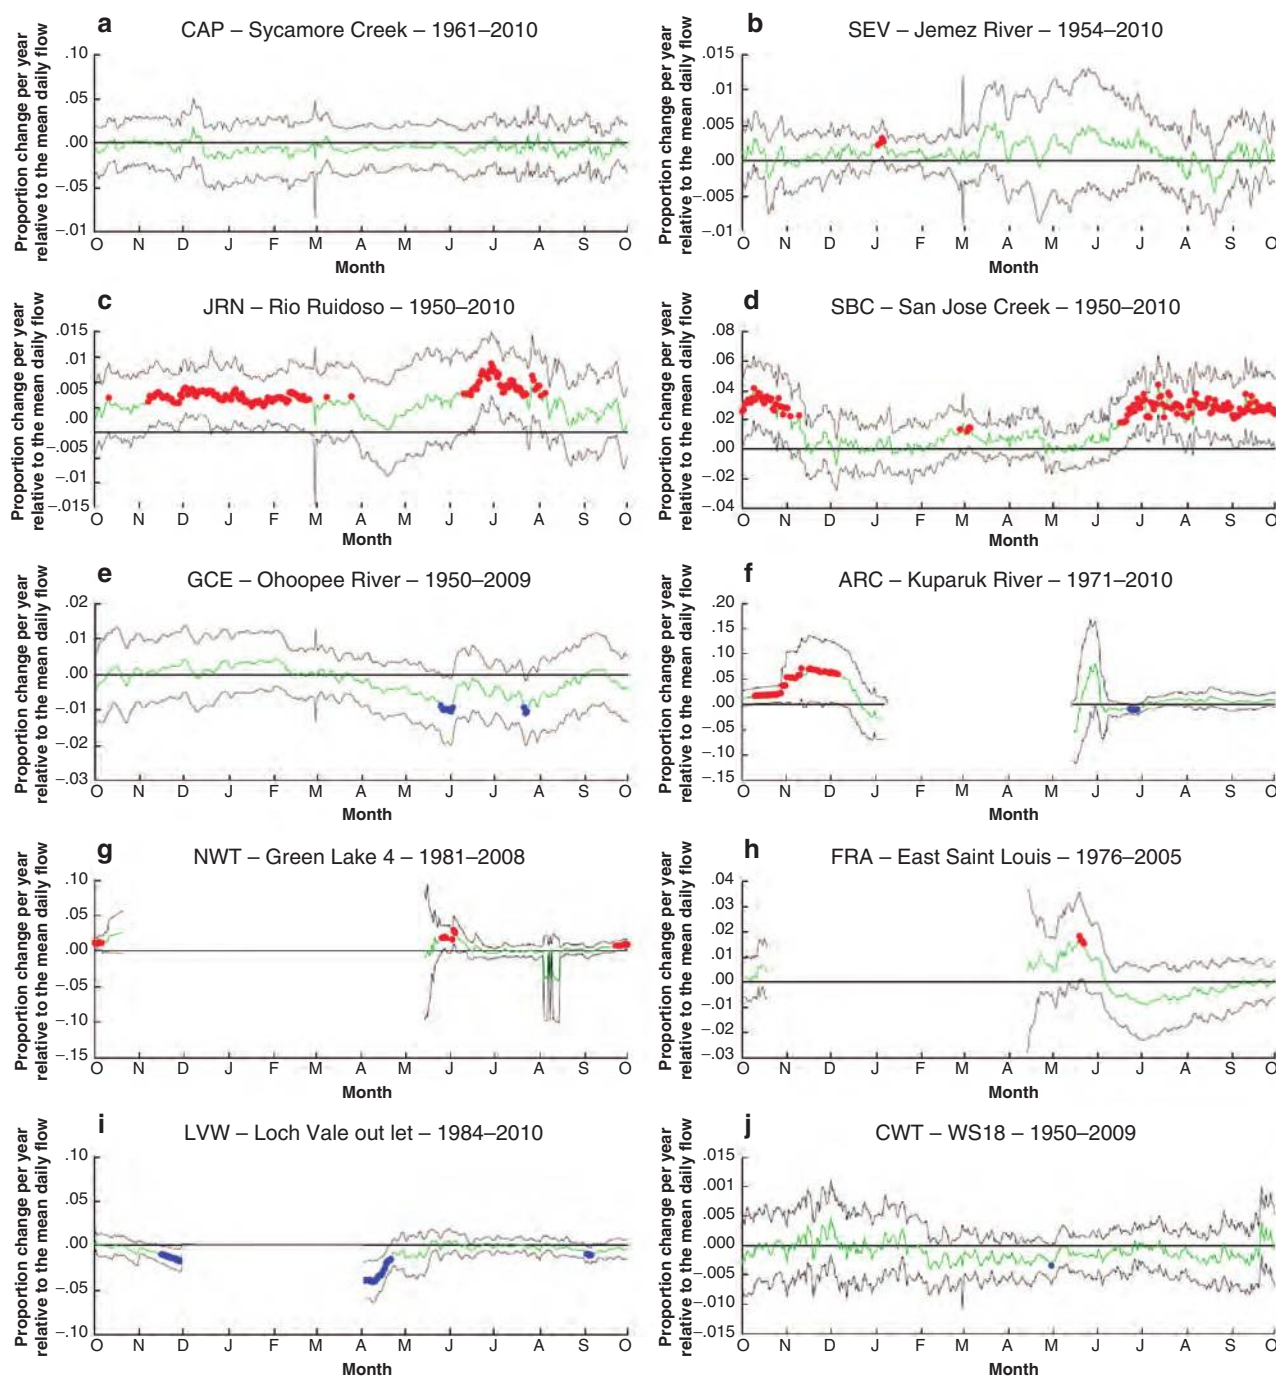 a CAP – Sycamore Creek – 1961–2010
Proportion change per year
relative to the mean daily flow
.10
.05
.00
–.05
–.01
O N D J F M A M J J A S O
Month
b SEV – Jemez River – 1954–2010
Proportion change per year
relative to the mean daily flow
.015
.01
.005
.00
–.005
–.01
O N D J F M A M J J A S O
Month
c JRN – Rio Ruidoso – 1950–2010
Proportion change per year
relative to the mean daily flow
.015
.010
.005
.00
–.005
–.01
–.015
O N D J F M A M J J A S O
Month
d SBC – San Jose Creek – 1950–2010
Proportion change per year
relative to the mean daily flow
.08
.06
.04
.02
.00
–.02
–.04
O N D J F M A M J J A S O
Month
e GCE – Ohoopee River – 1950–2009
Proportion change per year
relative to the mean daily flow
.02
.01
.00
–.01
–.02
–.03
O N D J F M A M J J A S O
Month
f ARC – Kuparuk River – 1971–2010
Proportion change per year
relative to the mean daily flow
.20
.15
.10
.05
.00
–.05
–.10
–.15
O N D J F M A M J J A S O
Month
g NWT – Green Lake 4 – 1981–2008
Proportion change per year
relative to the mean daily flow
.10
.05
.00
–.05
–.10
–.15
O N D J F M A M J J A S O
Month
h FRA – East Saint Louis – 1976–2005
Proportion change per year
relative to the mean daily flow
.04
.03
.02
.01
.00
–.01
–.02
–.03
O N D J F M A M J J A S O
Month
i LVW – Loch Vale out let – 1984–2010
Proportion change per year
relative to the mean daily flow
.10
.05
.00
–.05
–.10
O N D J F M A M J J A S O
Month
j CWT – WS18 – 1950–2009
Proportion change per year
relative to the mean daily flow
.015
.010
.005
.000
–.005
–.010
–.015
O N D J F M A M J J A S O
Month